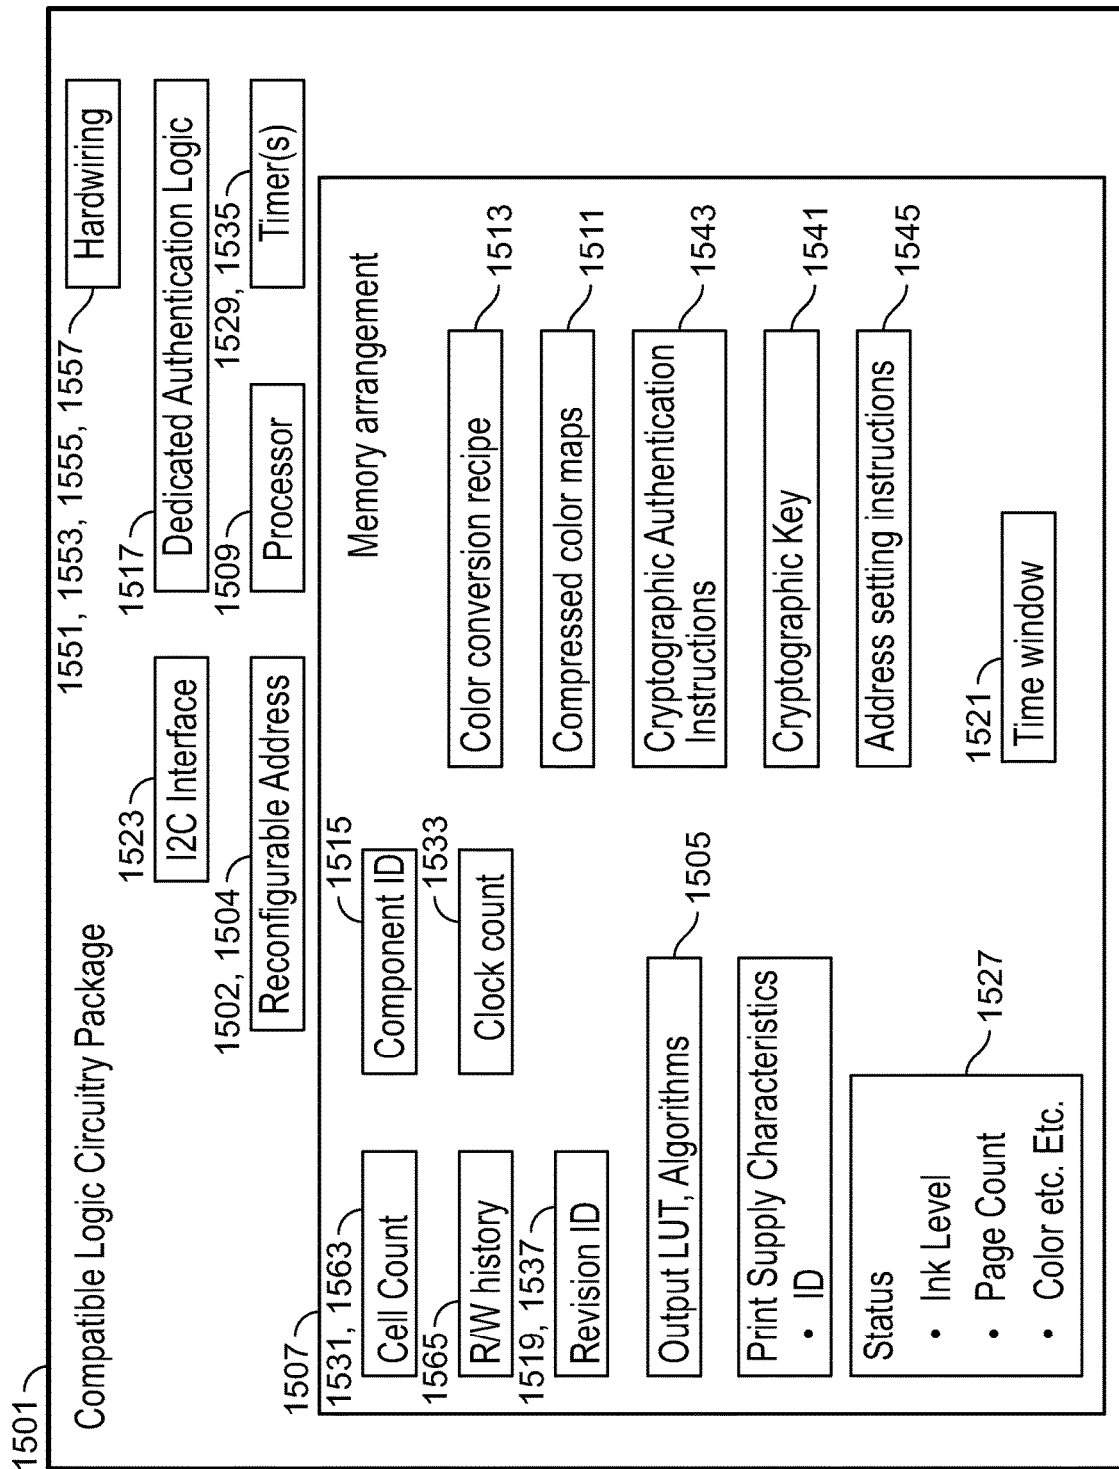 1501
Compatible Logic Circuitry Package
1523
I2C Interface
1502, 1504
Reconfigurable Address
1551, 1553, 1555, 1557
Hardwiring
1517
Dedicated Authentication Logic
1509
Processor
1529, 1535
Timer(s)
1507
Memory arrangement
1531, 1563
Cell Count
1515
Component ID
1565
R/W history
1533
Clock count
1519, 1537
Revision ID
Output LUT, Algorithms
1505
Print Supply Characteristics
• ID
Status
• Ink Level
• Page Count
• Color etc. Etc.
1527
Color conversion recipe
1513
Compressed color maps
1511
Cryptographic Authentication
Instructions
1543
Cryptographic Key
1541
Address setting instructions
1545
1521
Time window